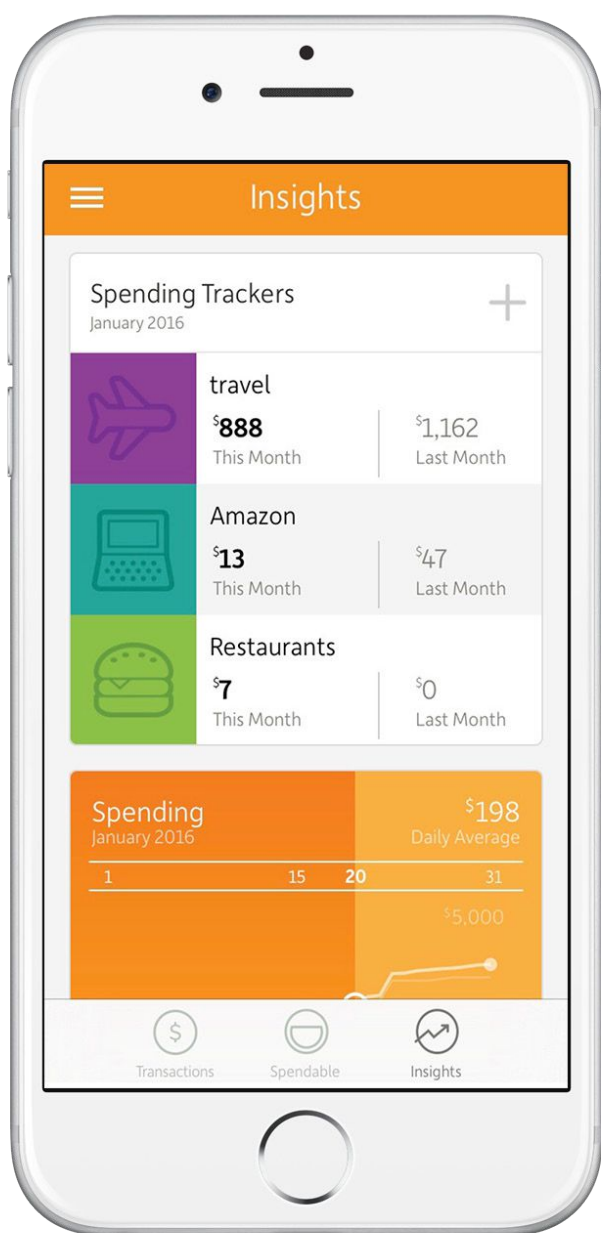 Insights
Spending Trackers
January 2016
travel
$888
$1,162
This Month
Last Month
Amazon
$13
$47
This Month
Last Month
Restaurants
$7
$0
This Month
Last Month
Spending
$198
January 2016
Daily Average
1 15 20 31
$5,000
Transactions
Spendable
Insights